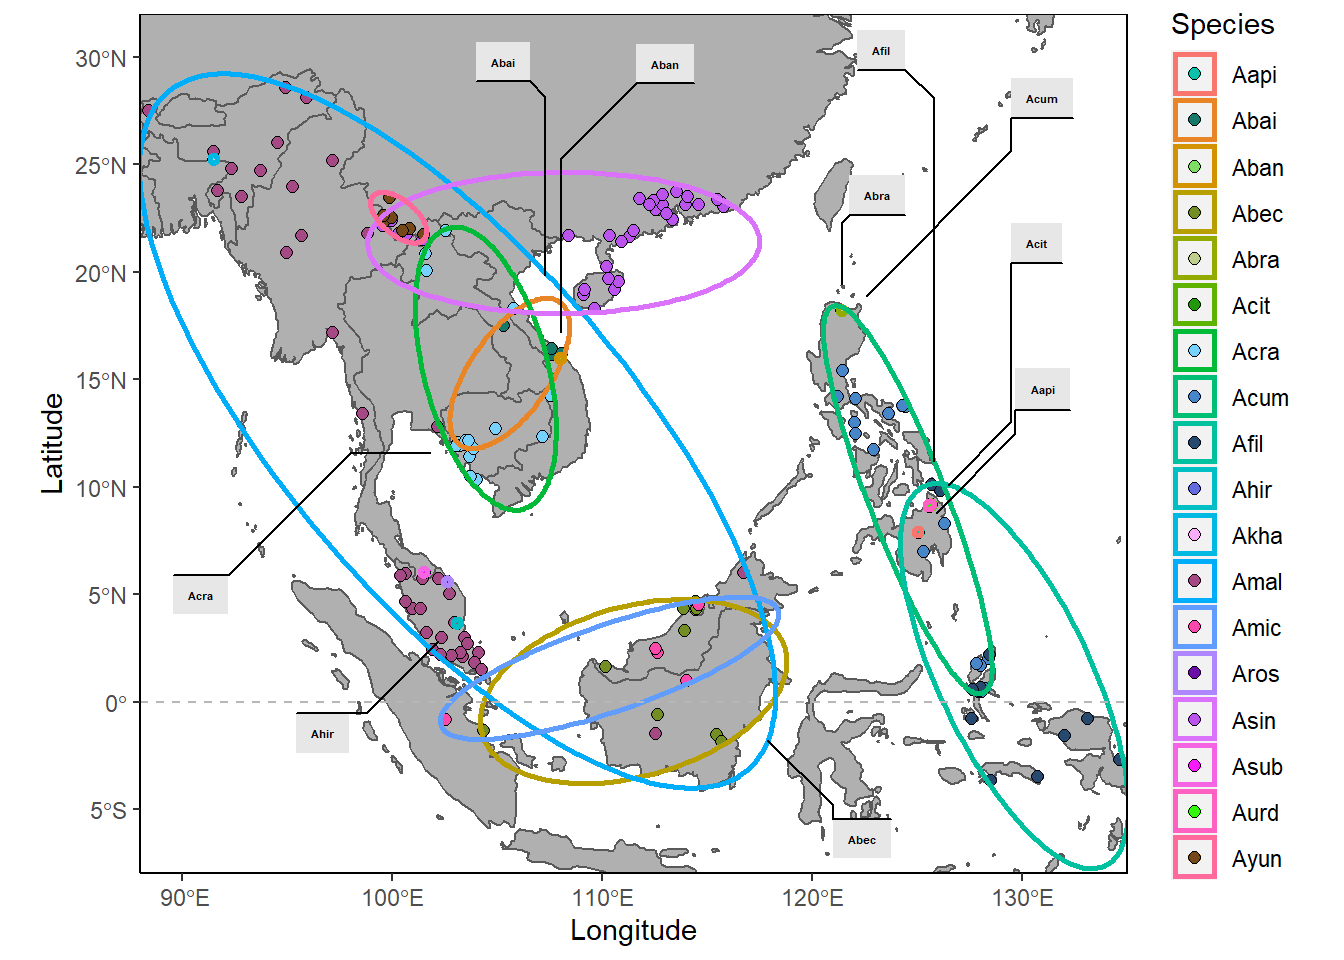 Species
Aapi
Abai
Aban
Abec
Abra
Acit
Acra
Acum
Afil
Ahir
Akha
Amal
Amic
Aros
Asin
Asub
Aurd
Ayun
Abai
Aban
Afil
Acum
Abra
Acit
Aapi
Acra
Ahir
Abec
30°N
25°N
20°N
15°N
10°N
5°N
0°
5°S
90°E
100°E
110°E
120°E
130°E
Latitude
Longitude